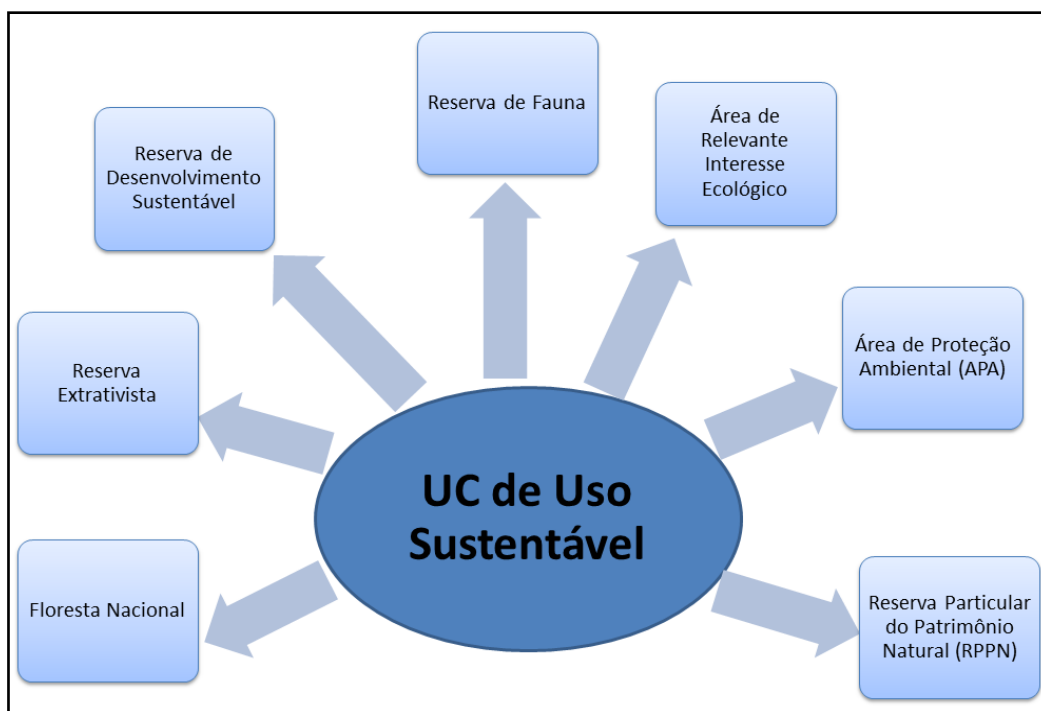 Reserva de Fauna
Área de
Relevante
Interesse
Ecológico
Reserva de
Desenvolvimento
Sustentável
Área de Proteção
Ambiental (APA)
Reserva
Extrativista
UC de Uso
Sustentável
Floresta Nacional
Reserva Particular
do Patrimônio
Natural (RPPN)